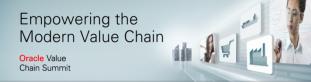 Empowering the
Modern Value Chain
Oracle Value
Chain Summit